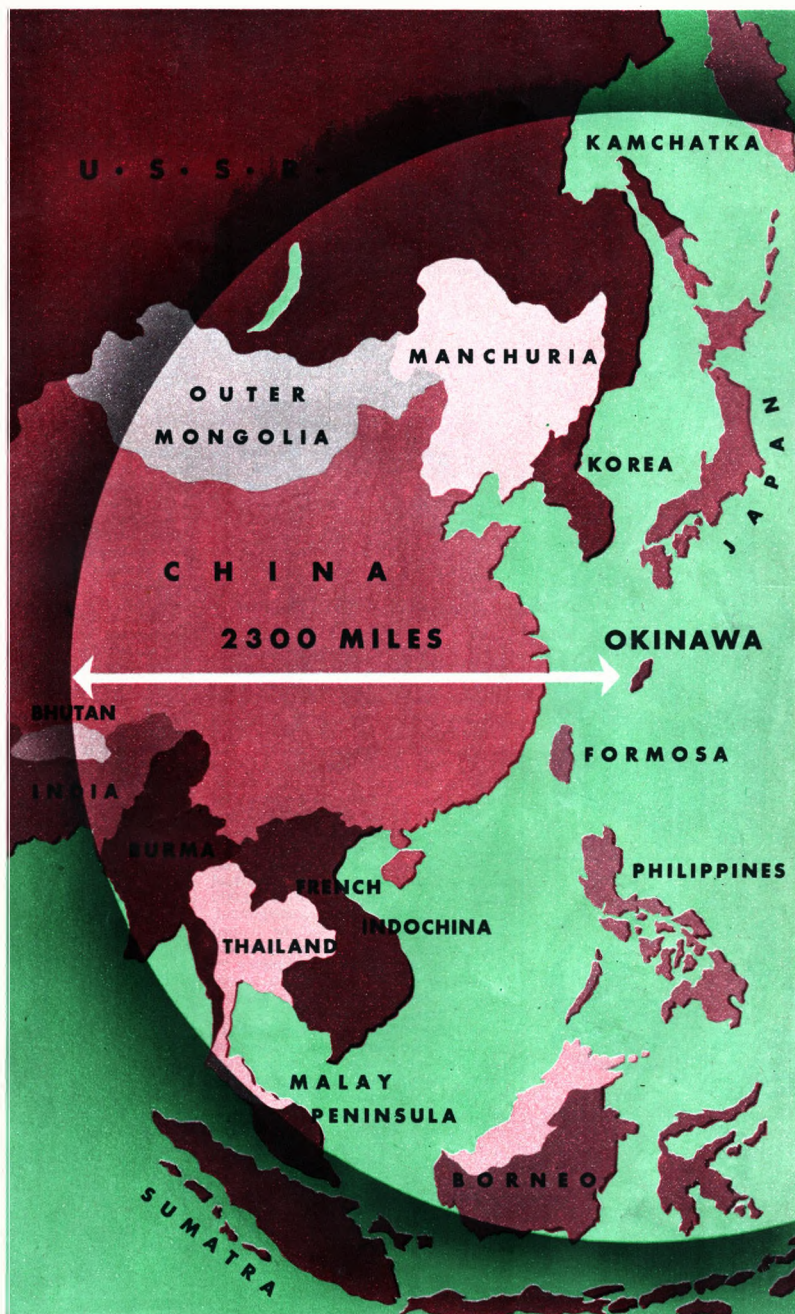 KAMCHATKA
U·S·S·R·
MANCHURIA
OUTER
MONGOLIA
KOREA
JAPAN
CHINA
2300 MILES
OKINAWA
BHUTAN
FORMOSA
INDIA
BURMA
PHILIPPINES
FRENCH
INDOCHINA
THAILAND
MALAY
PENINSULA
BORNEO
SUMATRA